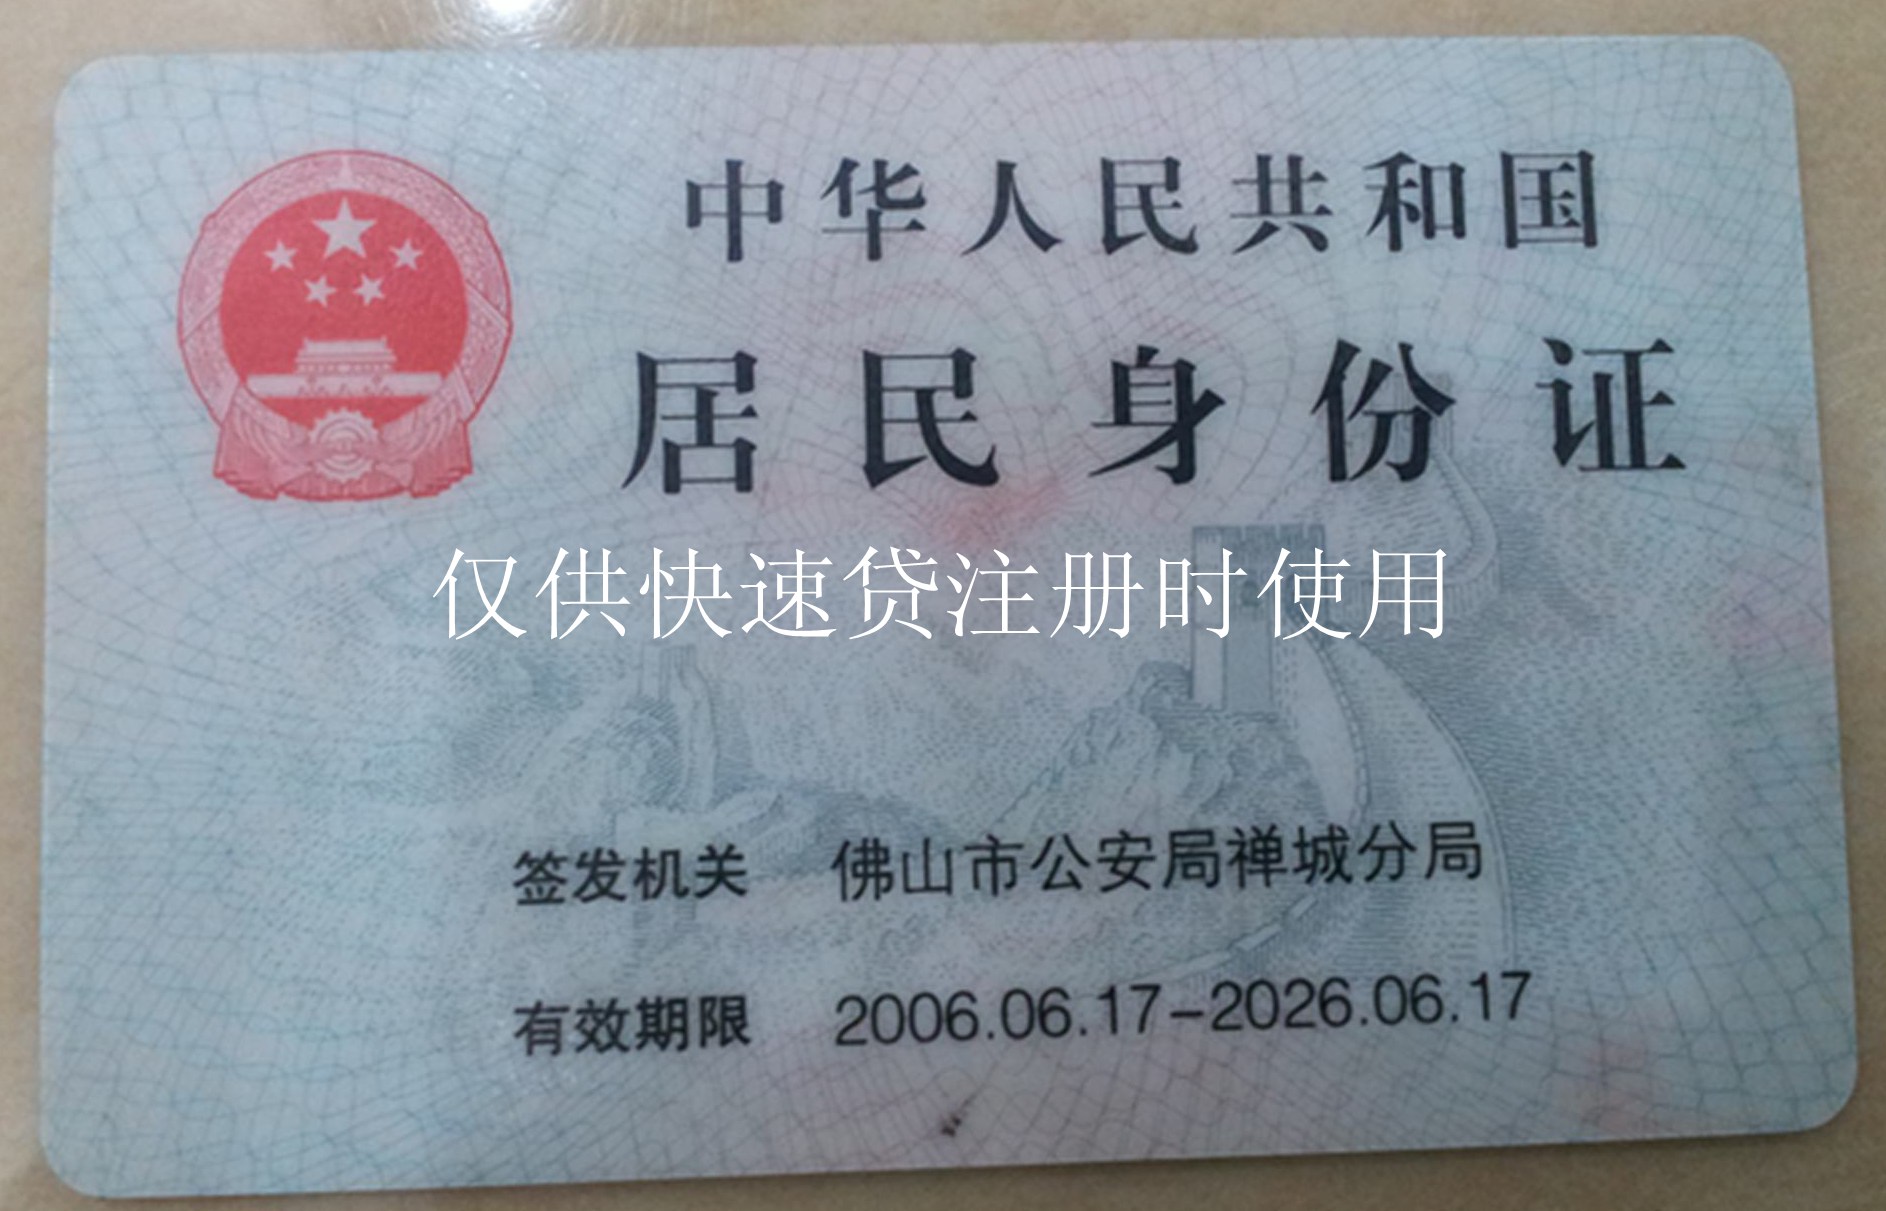 中华人民共和国
居民身份证
仅供快速贷注册时使用
签发机关 佛山市公安局禅城分局
有效期限 2006.06.17-2026.06.17